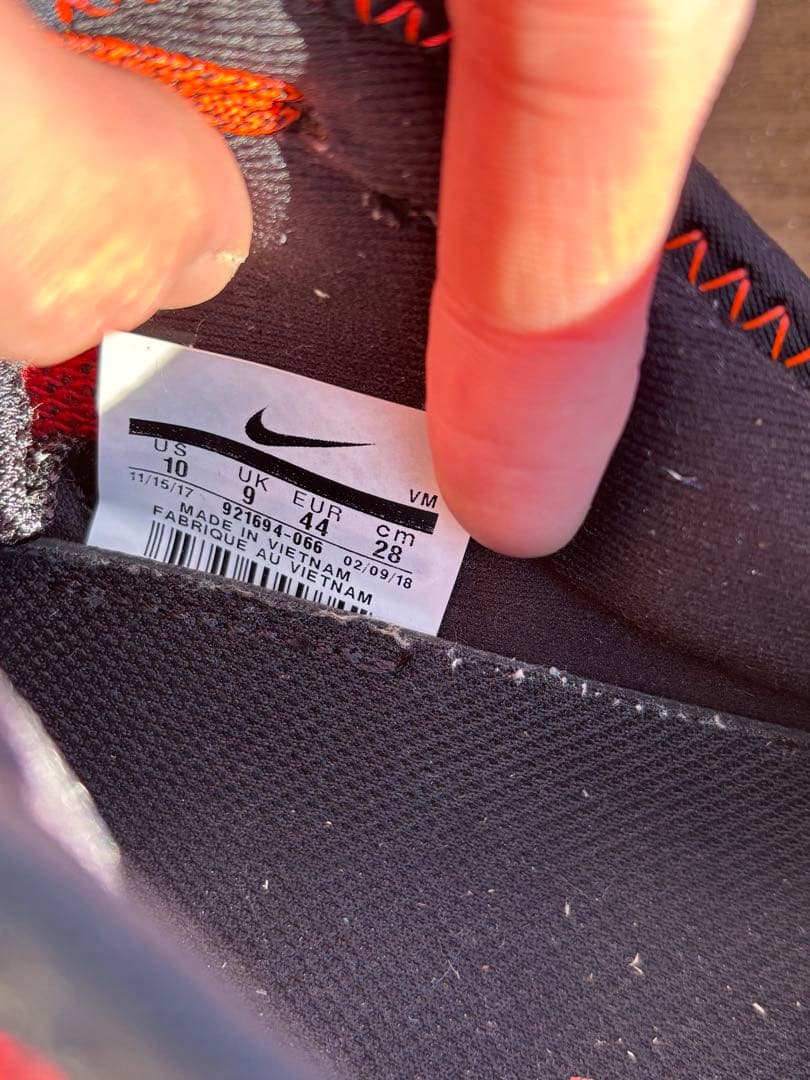 VM
US UK EUR cm
10 9 44 28
11/15/17 921694-066 02/09/18
MADE IN VIETNAM
FABRIQUE AU VIETNAM